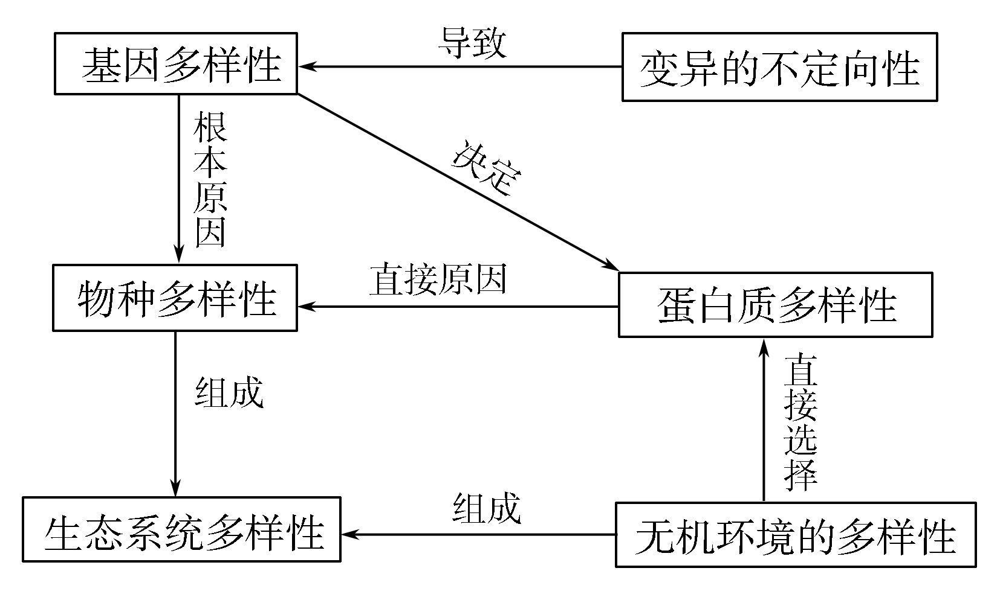 导致
基因多样性
变异的不定向性
根本原因
决定
直接原因
物种多样性
蛋白质多样性
组成
直接选择
组成
生态系统多样性
无机环境的多样性